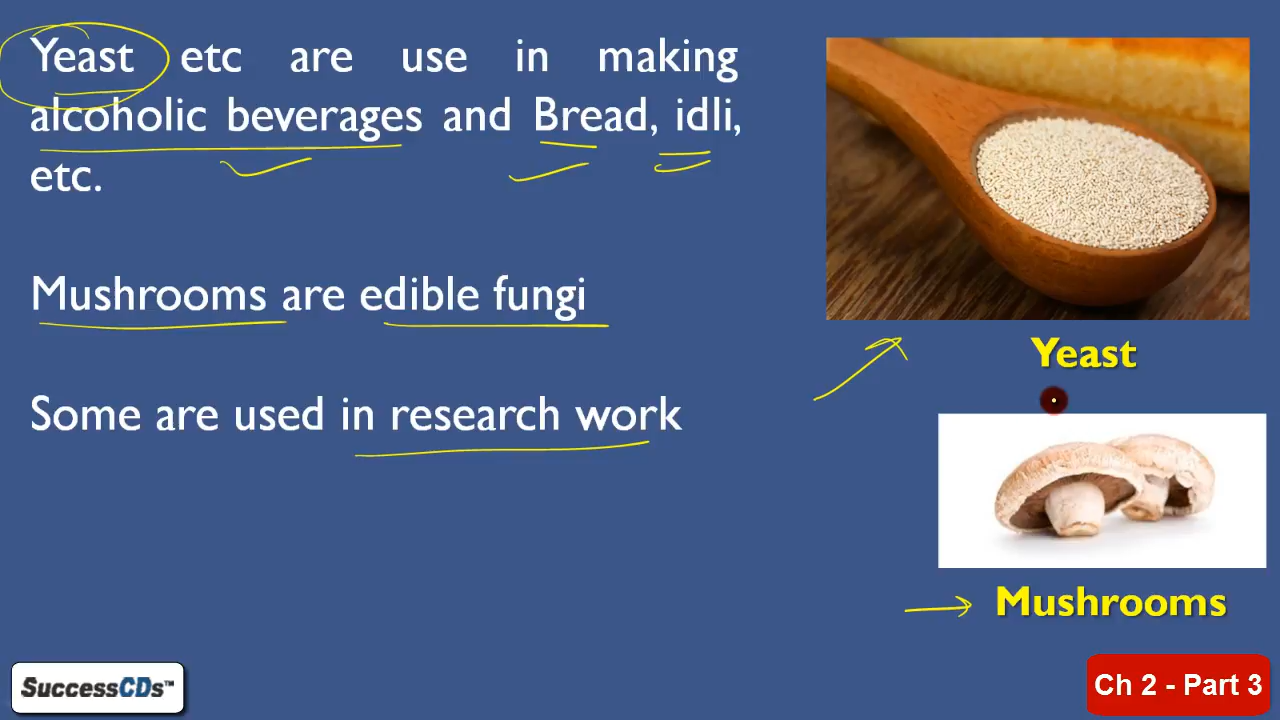 Yeast etc are use in making
alcoholic beverages and Bread, idli,
etc.
Mushrooms are edible fungi
Some are used in research work
Yeast
Mushrooms
SuccessCDs™
Ch 2 - Part 3